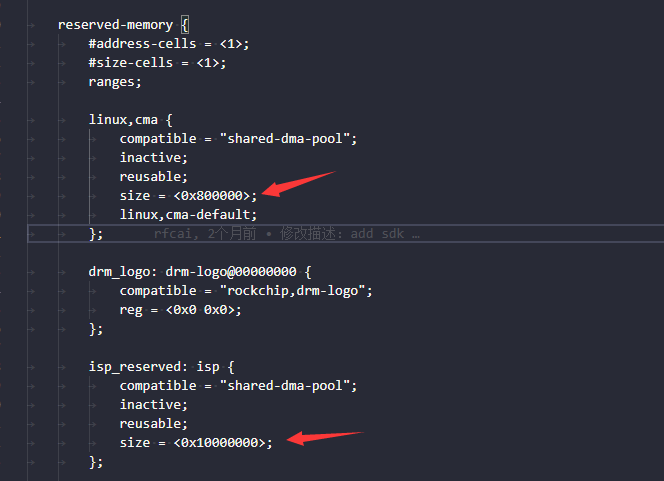 reserved-memory {
#address-cells = <1>;
#size-cells = <1>;
ranges;
linux,cma {
compatible = "shared-dma-pool";
inactive;
reusable;
size = <0x800000>;
linux,cma-default;
};    rfcai, 2个月前 • 修改描述: add sdk …
drm_logo: drm-logo@00000000 {
compatible = "rockchip,drm-logo";
reg = <0x0 0x0>;
};
isp_reserved: isp {
compatible = "shared-dma-pool";
inactive;
reusable;
size = <0x10000000>;
};